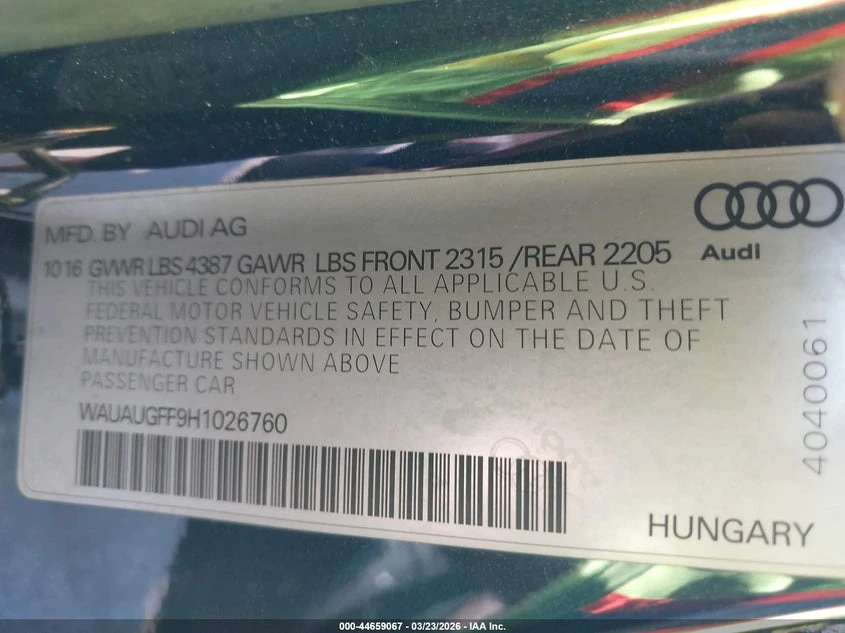 MFD. BY AUDI AG
Audi
10 16 GVWR LBS 4387 GAWR LBS FRONT 2315 /REAR 2205
THIS VEHICLE CONFORMS TO ALL APPLICABLE U.S.
FEDERAL MOTOR VEHICLE SAFETY, BUMPER AND THEFT
PREVENTION STANDARDS IN EFFECT ON THE DATE OF
MANUFACTURE SHOWN ABOVE
PASSENGER CAR
WAUAUGFF9H1026760
4040061
HUNGARY
000-44659067 - 03/23/2026 - IAA Inc.